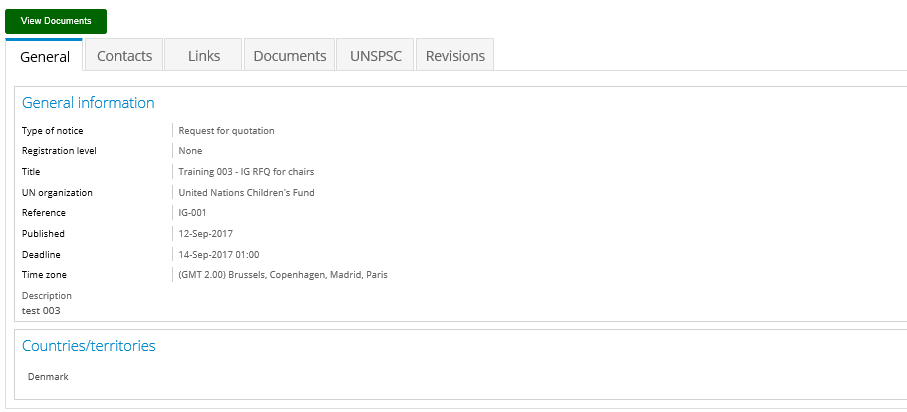 View Documents
General Contacts Links Documents UNSPSC Revisions
General information
Type of notice Request for quotation
Registration level None
Title Training 003 - IG RFQ for chairs
UN organization United Nations Children's Fund
Reference IG-001
Published 12-Sep-2017
Deadline 14-Sep-2017 01:00
Time zone (GMT 2.00) Brussels, Copenhagen, Madrid, Paris
Description
test 003
Countries/territories
Denmark